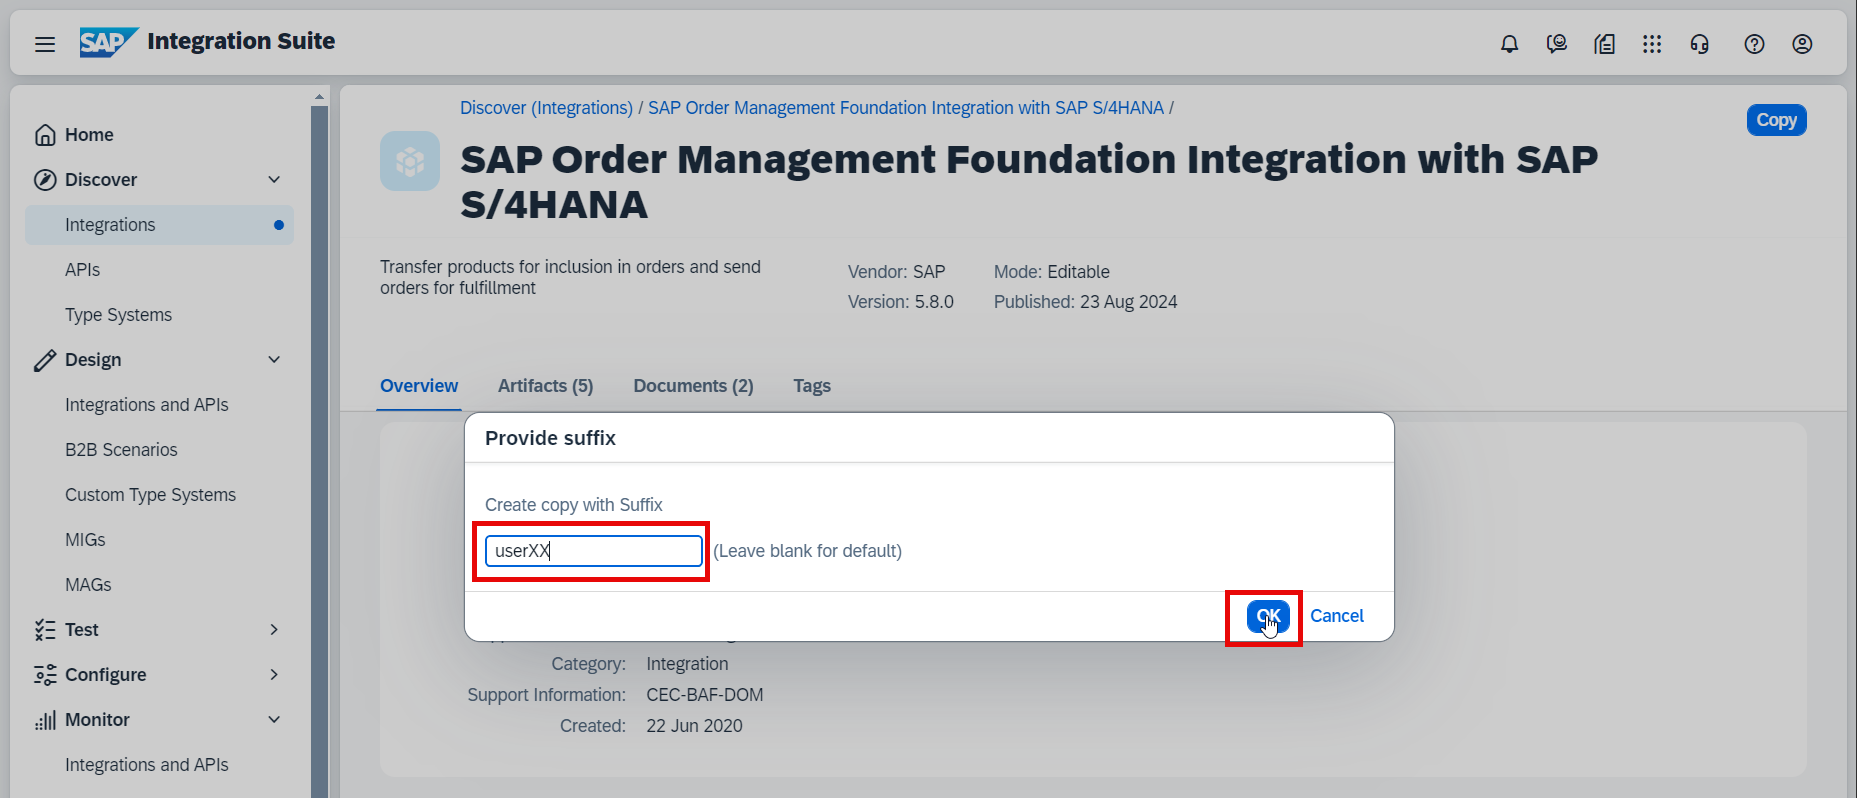 SAP Integration Suite
Home
Discover
Integrations
APIs
Type Systems
Design
Integrations and APIs
B2B Scenarios
Custom Type Systems
MIGs
MAGs
Test
Configure
Monitor
Integrations and APIs
Discover (Integrations) / SAP Order Management Foundation Integration with SAP S/4HANA /
Copy
SAP Order Management Foundation Integration with SAP
S/4HANA
Transfer products for inclusion in orders and send
orders for fulfillment
Vendor: SAP
Version: 5.8.0
Mode: Editable
Published: 23 Aug 2024
Overview Artifacts (5) Documents (2) Tags
Provide suffix
Create copy with Suffix
userXX (Leave blank for default)
OK Cancel
Category: Integration
Support Information: CEC-BAF-DOM
Created: 22 Jun 2020